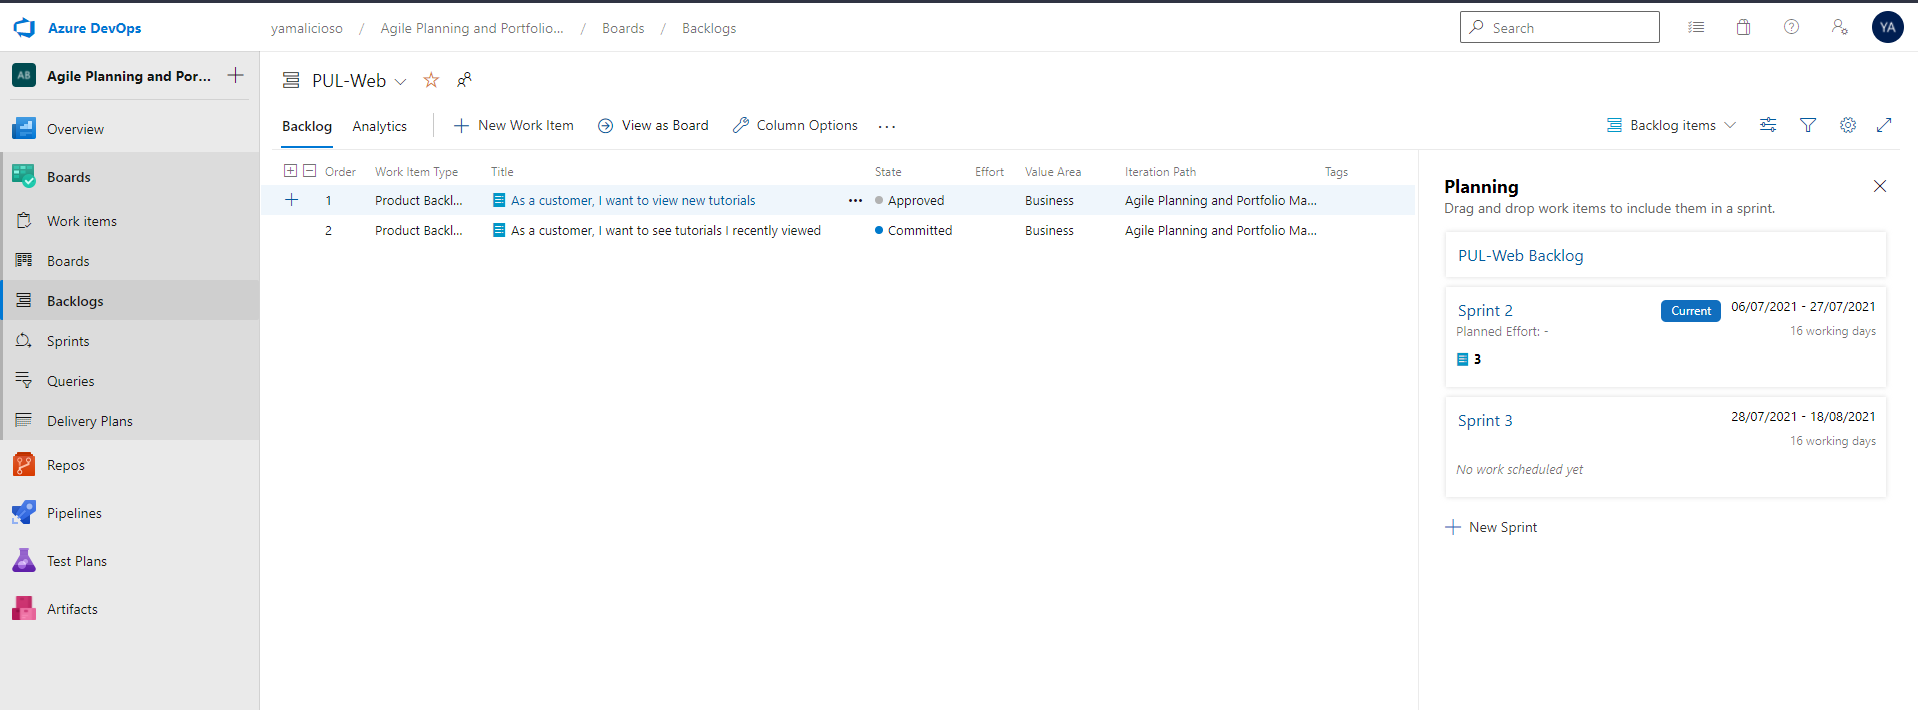 Azure DevOps
yamalicioso / Agile Planning and Portfolio... / Boards / Backlogs
Search
YA
AB Agile Planning and Por...
Overview
Boards
Work items
Boards
Backlogs
Sprints
Queries
Delivery Plans
Repos
Pipelines
Test Plans
Artifacts
PUL-Web
Backlog Analytics New Work Item View as Board Column Options ... Backlog items
Order Work Item Type Title State Effort Value Area Iteration Path Tags
1 Product Backl... As a customer, I want to view new tutorials ... Approved Business Agile Planning and Portfolio Ma...
2 Product Backl... As a customer, I want to see tutorials I recently viewed Committed Business Agile Planning and Portfolio Ma...
Planning
Drag and drop work items to include them in a sprint.
PUL-Web Backlog
Sprint 2 Current 06/07/2021 - 27/07/2021
Planned Effort: - 16 working days
3
Sprint 3 28/07/2021 - 18/08/2021
16 working days
No work scheduled yet
New Sprint